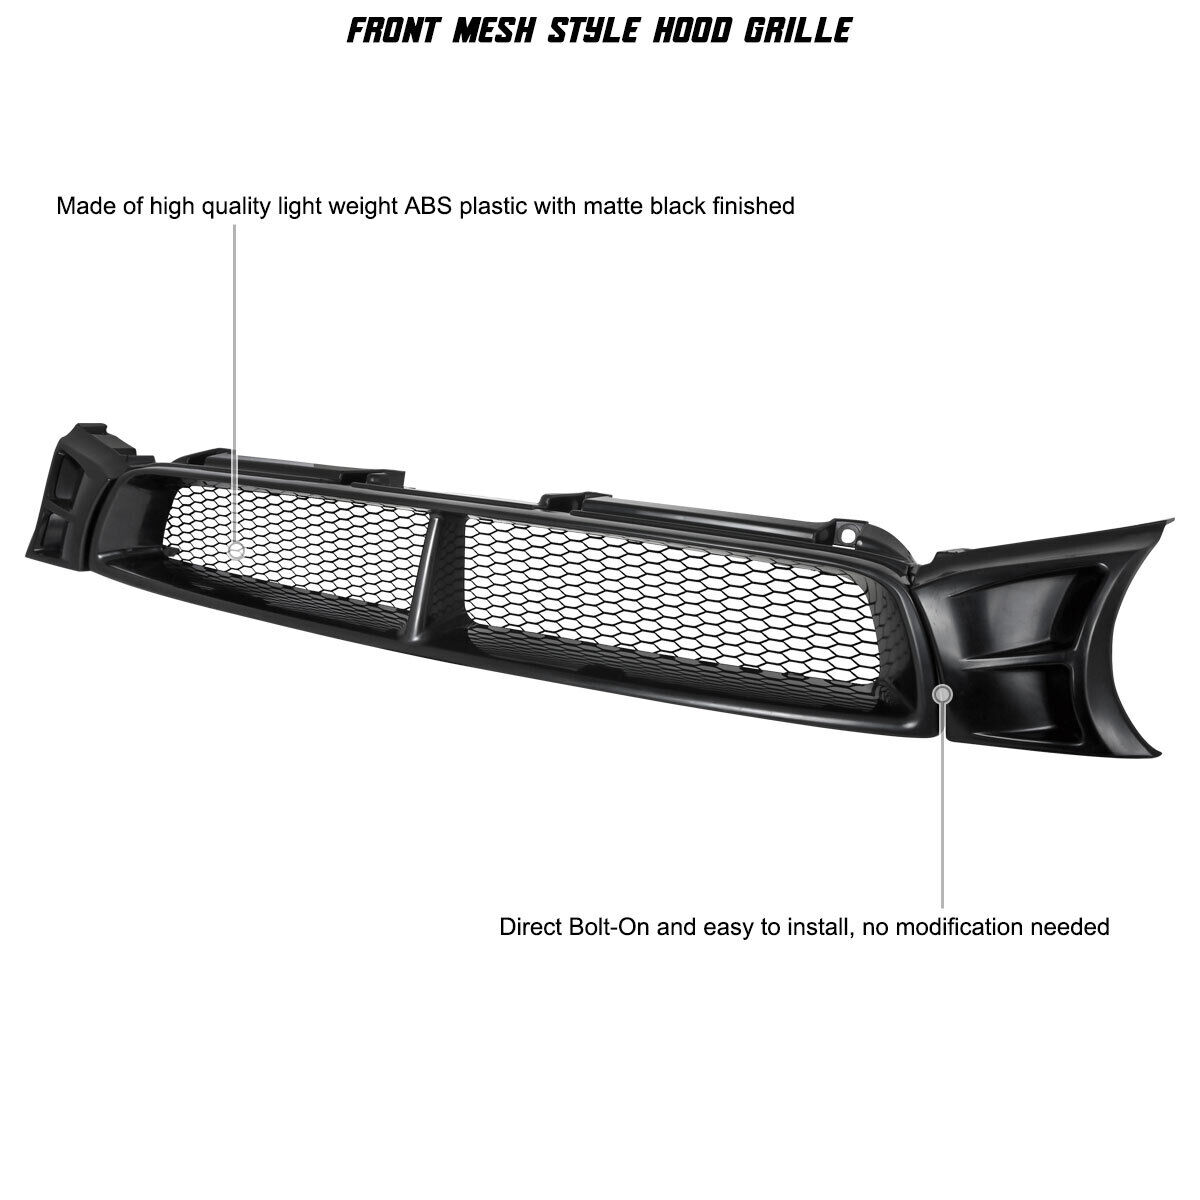 FRONT MESH STYLE HOOD GRILLE
Made of high quality light weight ABS plastic with matte black finished
Direct Bolt-On and easy to install, no modification needed